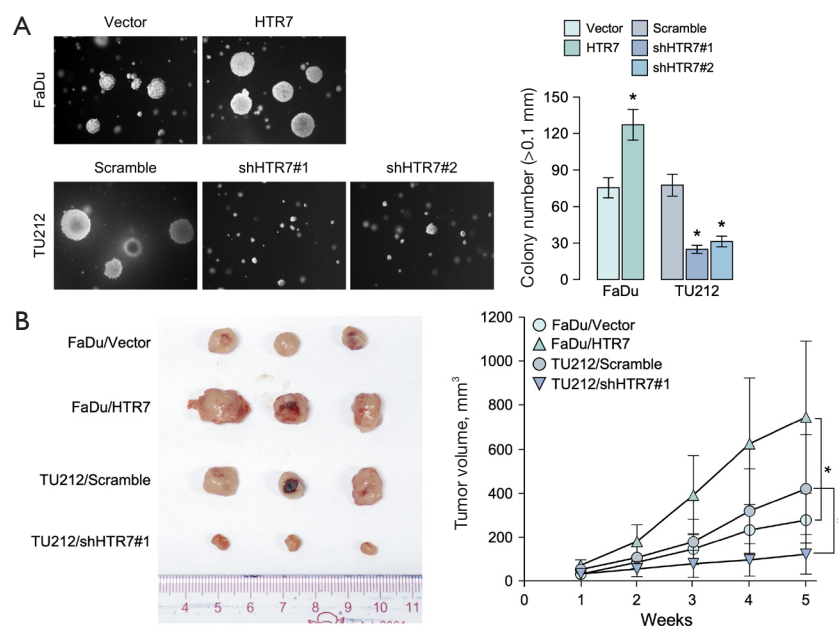 A
Vector
HTR7
FaDu
Scramble
shHTR7#1
shHTR7#2
TU212
Vector
HTR7
Scramble
shHTR7#1
shHTR7#2
Colony number (>0.1 mm)
150
120
90
60
30
0
*
*
*
FaDu
TU212
B
FaDu/Vector
FaDu/HTR7
TU212/Scramble
TU212/shHTR7#1
4 5 6 7 8 9 10 11
FaDu/Vector
FaDu/HTR7
TU212/Scramble
TU212/shHTR7#1
Tumor volume, mm³
1200
1000
800
600
400
200
0
*
0 1 2 3 4 5
Weeks